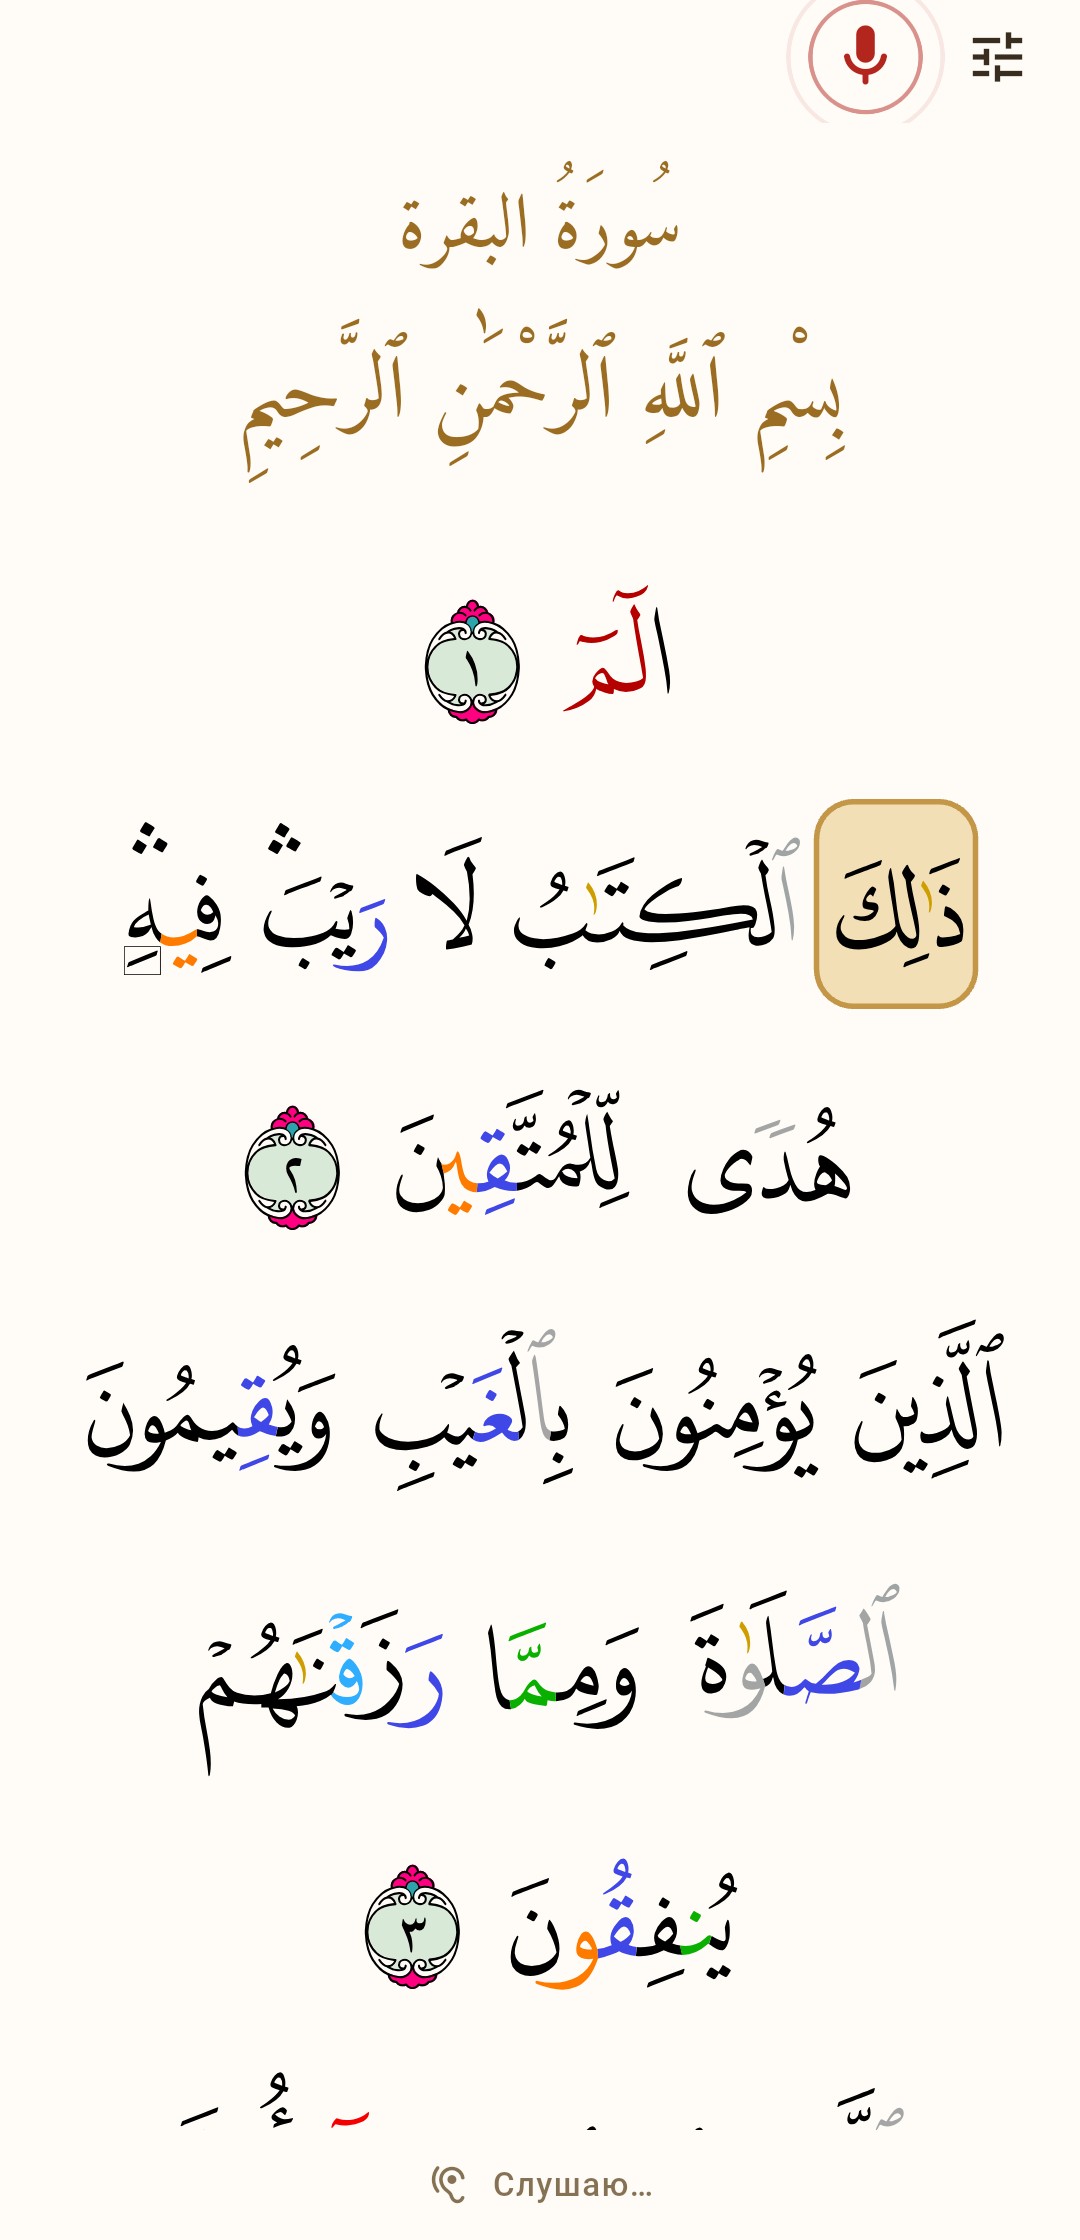 سُورَةُ البقرة
بِسْمِ ٱللَّهِ ٱلرَّحْمَٰنِ ٱلرَّحِيمِ
الٓمٓ ١
ذَٰلِكَ ٱلْكِتَٰبُ لَا رَيْبَ ۛ فِيهِ ۛ
هُدًى لِّلْمُتَّقِينَ ٢
ٱلَّذِينَ يُؤْمِنُونَ بِٱلْغَيْبِ وَيُقِيمُونَ
ٱلصَّلَوٰةَ وَمِمَّا رَزَقْنَٰهُمْ
يُنفِقُونَ ٣
Слушаю...